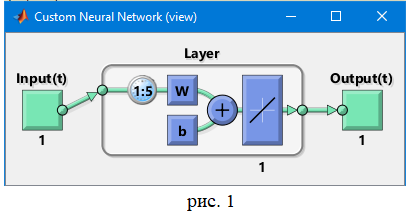 Custom Neural Network (view)
Layer
Input(t)
Output(t)
1:5
W
b
+
1
1
1
рис. 1